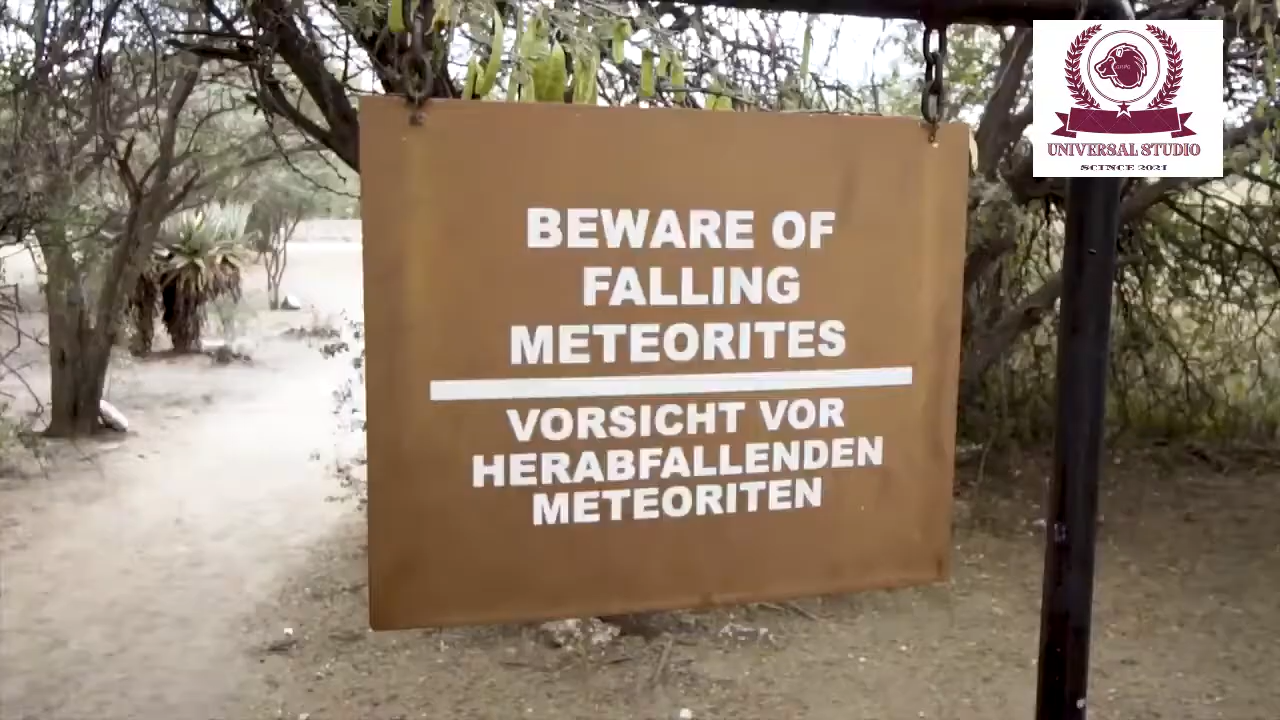 BEWARE OF
FALLING
METEORITES
VORSICHT VOR
HERABFALLENDEN
METEORITEN
UNIVERSAL STUDIO
SCINCE 2021